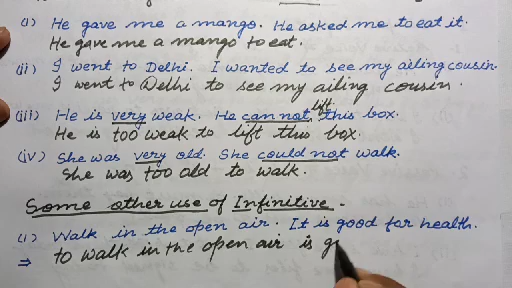 (i) He gave me a mango. He asked me to eat it.
He gave me a mango to eat.
(ii) I went to Delhi. I wanted to see my ailing cousin.
I went to Delhi to see my ailing cousin.
(iii) He is very weak. He can not lift this box.
He is too weak to lift this box.
(iv) She was very old. She could not walk.
She was too old to walk.
Some other use of Infinitive.
(i) Walk in the open air. It is good for health.
⇒ to walk in the open air is g